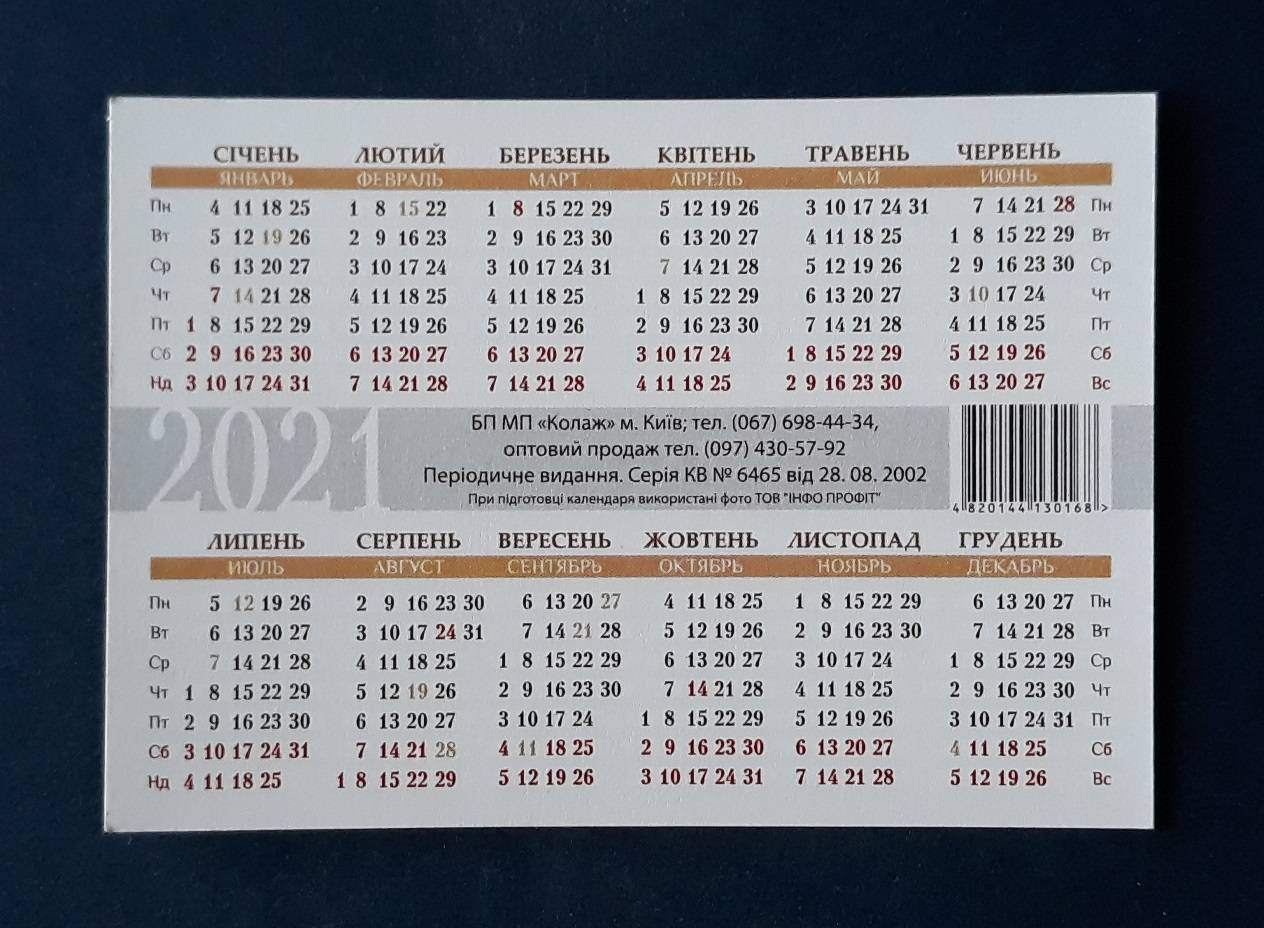 СІЧЕНЬ ЛЮТИЙ БЕРЕЗЕНЬ КВІТЕНЬ ТРАВЕНЬ ЧЕРВЕНЬ
ЯНВАРЬ ФЕВРАЛЬ МАРТ АПРЕЛЬ МАЙ ИЮНЬ
Пн 4 11 18 25 1 8 15 22 1 8 15 22 29 5 12 19 26 3 10 17 24 31 7 14 21 28 Пн
Вт 5 12 19 26 2 9 16 23 2 9 16 23 30 6 13 20 27 4 11 18 25 1 8 15 22 29 Вт
Ср 6 13 20 27 3 10 17 24 3 10 17 24 31 7 14 21 28 5 12 19 26 2 9 16 23 30 Ср
Чт 7 14 21 28 4 11 18 25 4 11 18 25 1 8 15 22 29 6 13 20 27 3 10 17 24 Чт
Пт 1 8 15 22 29 5 12 19 26 5 12 19 26 2 9 16 23 30 7 14 21 28 4 11 18 25 Пт
Сб 2 9 16 23 30 6 13 20 27 6 13 20 27 3 10 17 24 1 8 15 22 29 5 12 19 26 Сб
Нд 3 10 17 24 31 7 14 21 28 7 14 21 28 4 11 18 25 2 9 16 23 30 6 13 20 27 Вс
2021
БП МП «Колаж» м. Київ; тел. (067) 698-44-34,
оптовий продаж тел. (097) 430-57-92
Періодичне видання. Серія КВ № 6465 від 28. 08. 2002
При підготовці календаря використані фото ТОВ "ІНФО ПРОФІТ"
4 820144 130168 >
ЛИПЕНЬ СЕРПЕНЬ ВЕРЕСЕНЬ ЖОВТЕНЬ ЛИСТОПАД ГРУДЕНЬ
ИЮЛЬ АВГУСТ СЕНТЯБРЬ ОКТЯБРЬ НОЯБРЬ ДЕКАБРЬ
Пн 5 12 19 26 2 9 16 23 30 6 13 20 27 4 11 18 25 1 8 15 22 29 6 13 20 27 Пн
Вт 6 13 20 27 3 10 17 24 31 7 14 21 28 5 12 19 26 2 9 16 23 30 7 14 21 28 Вт
Ср 7 14 21 28 4 11 18 25 1 8 15 22 29 6 13 20 27 3 10 17 24 1 8 15 22 29 Ср
Чт 1 8 15 22 29 5 12 19 26 2 9 16 23 30 7 14 21 28 4 11 18 25 2 9 16 23 30 Чт
Пт 2 9 16 23 30 6 13 20 27 3 10 17 24 1 8 15 22 29 5 12 19 26 3 10 17 24 31 Пт
Сб 3 10 17 24 31 7 14 21 28 4 11 18 25 2 9 16 23 30 6 13 20 27 4 11 18 25 Сб
Нд 4 11 18 25 1 8 15 22 29 5 12 19 26 3 10 17 24 31 7 14 21 28 5 12 19 26 Вс